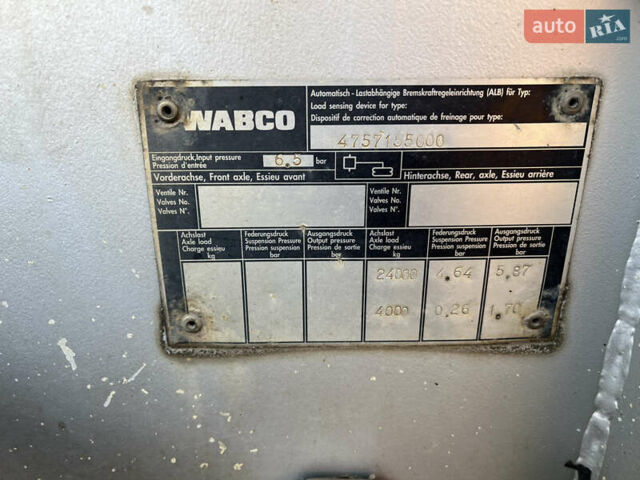 auto RIA.com
WABCO
Automatisch - Lastabhängige Bremskraftregeleinrichtung (ALB) für Typ:
Load sensing device for type:
Dispositif de correction automatique de freinage pour type:
Eingangdruck,Input pressure
Pression d'entrée
6.5 bar
Vorderachse, Front axle, Essieu avant
Hinterachse, Rear, axle, Essieu arrière
Ventile Nr.
Valves No.
Valves N°.
Ventile Nr.
Valves No.
Valves N°.
Achslast
Axle load
Charge essieu
kg
Federungsdruck
Suspension Pressure
Pression suspension
bar
Ausgangsdruck
Output pressure
Pression de sortie
bar
Achslast
Axle load
Charge essieu
kg
Federungsdruck
Suspension Pressure
Pression suspension
bar
Ausgangsdruck
Output pressure
Pression de sortie
bar
24000 4.64 5.87
4000 0.26 1.70